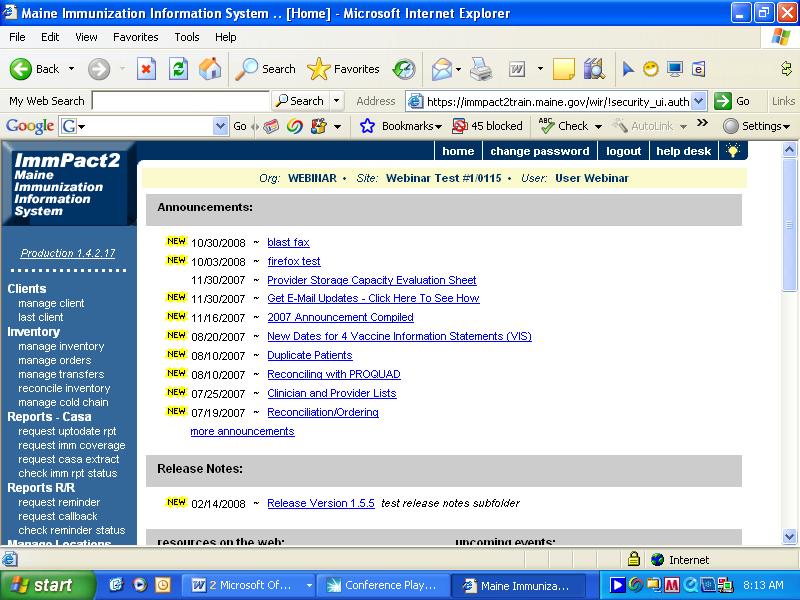 Maine Immunization Information System .. [Home] - Microsoft Internet Explorer
File Edit View Favorites Tools Help
Back Search Favorites W
My Web Search Search Address https://immpact2train.maine.gov/wir/!security_ui.auth Go Links
Google G Go Bookmarks 45 blocked ABC Check AutoLink » Settings
ImmPact2
Maine
Immunization
Information
System
home change password logout help desk
Org: WEBINAR • Site: Webinar Test #1/0115 • User: User Webinar
Production 1.4.2.17
Announcements:
NEW 10/30/2008 ~ blast fax
NEW 10/03/2008 ~ firefox test
11/30/2007 ~ Provider Storage Capacity Evaluation Sheet
NEW 11/30/2007 ~ Get E-Mail Updates - Click Here To See How
NEW 11/16/2007 ~ 2007 Announcement Compiled
NEW 08/20/2007 ~ New Dates for 4 Vaccine Information Statements (VIS)
NEW 08/10/2007 ~ Duplicate Patients
NEW 08/10/2007 ~ Reconciling with PROQUAD
NEW 07/25/2007 ~ Clinician and Provider Lists
NEW 07/19/2007 ~ Reconciliation/Ordering
more announcements
Clients
manage client
last client
Inventory
manage inventory
manage orders
manage transfers
reconcile inventory
manage cold chain
Reports - Casa
request uptodate rpt
request imm coverage
request casa extract
check imm rpt status
Reports R/R
request reminder
request callback
check reminder status
Manage Locations
Release Notes:
NEW 02/14/2008 ~ Release Version 1.5.5 test release notes subfolder
resources on the web: upcoming events:
Internet
start 2 Microsoft Of... Conference Play... Maine Immuniza... 8:13 AM